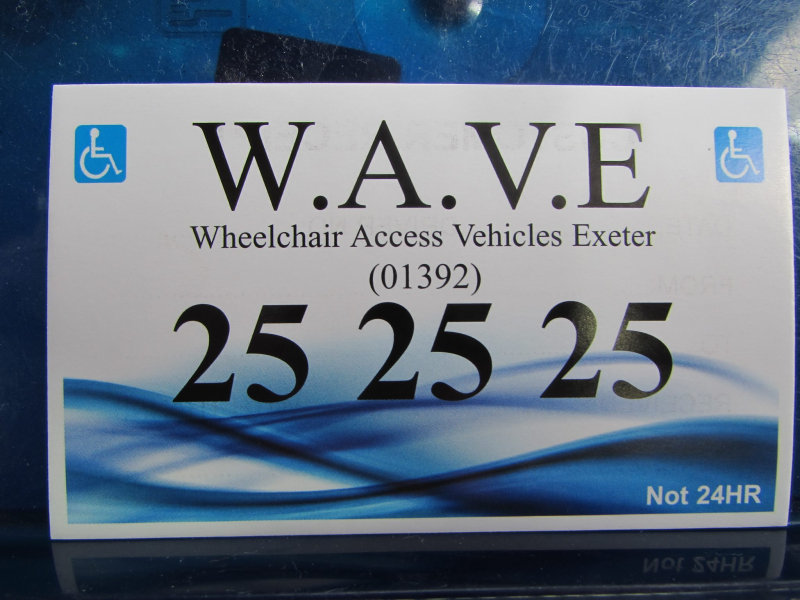 W.A.V.E
Wheelchair Access Vehicles Exeter
(01392)
25 25 25
Not 24HR